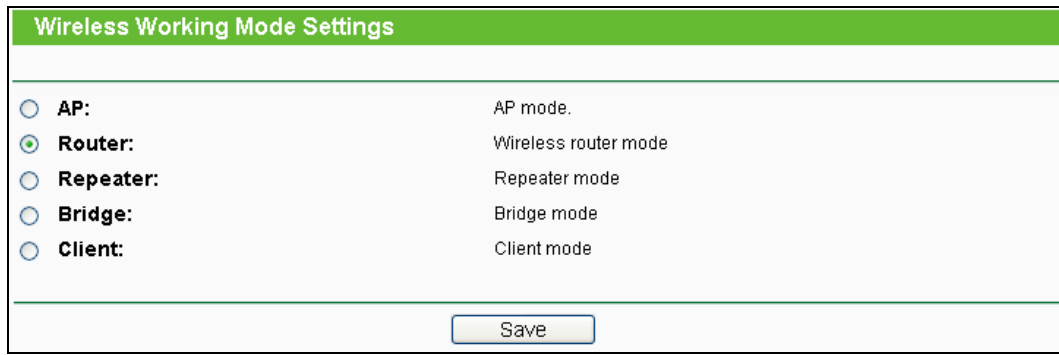 Wireless Working Mode Settings
AP: AP mode.
Router: Wireless router mode
Repeater: Repeater mode
Bridge: Bridge mode
Client: Client mode
Save